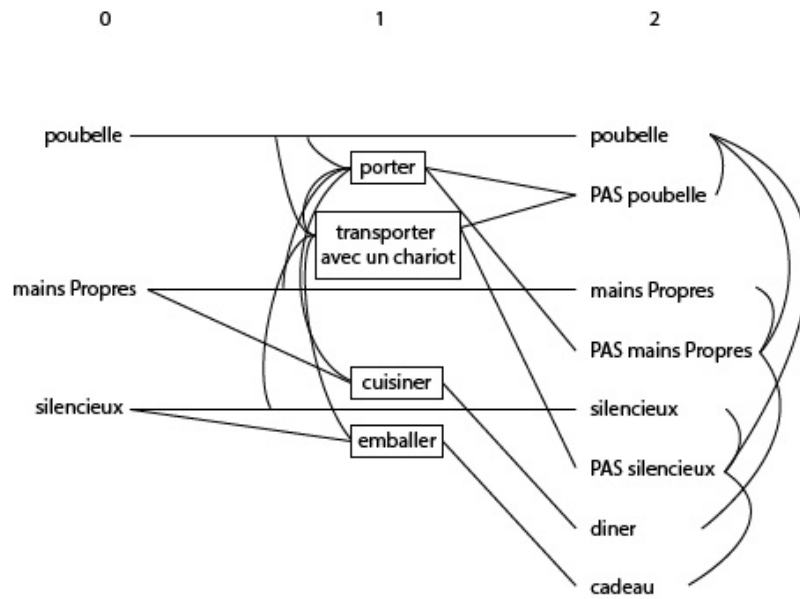 0 1 2
poubelle
porter
poubelle
PAS poubelle
transporter
avec un chariot
mains Propres
mains Propres
PAS mains Propres
cuisiner
silencieux
silencieux
emballer
PAS silencieux
diner
cadeau